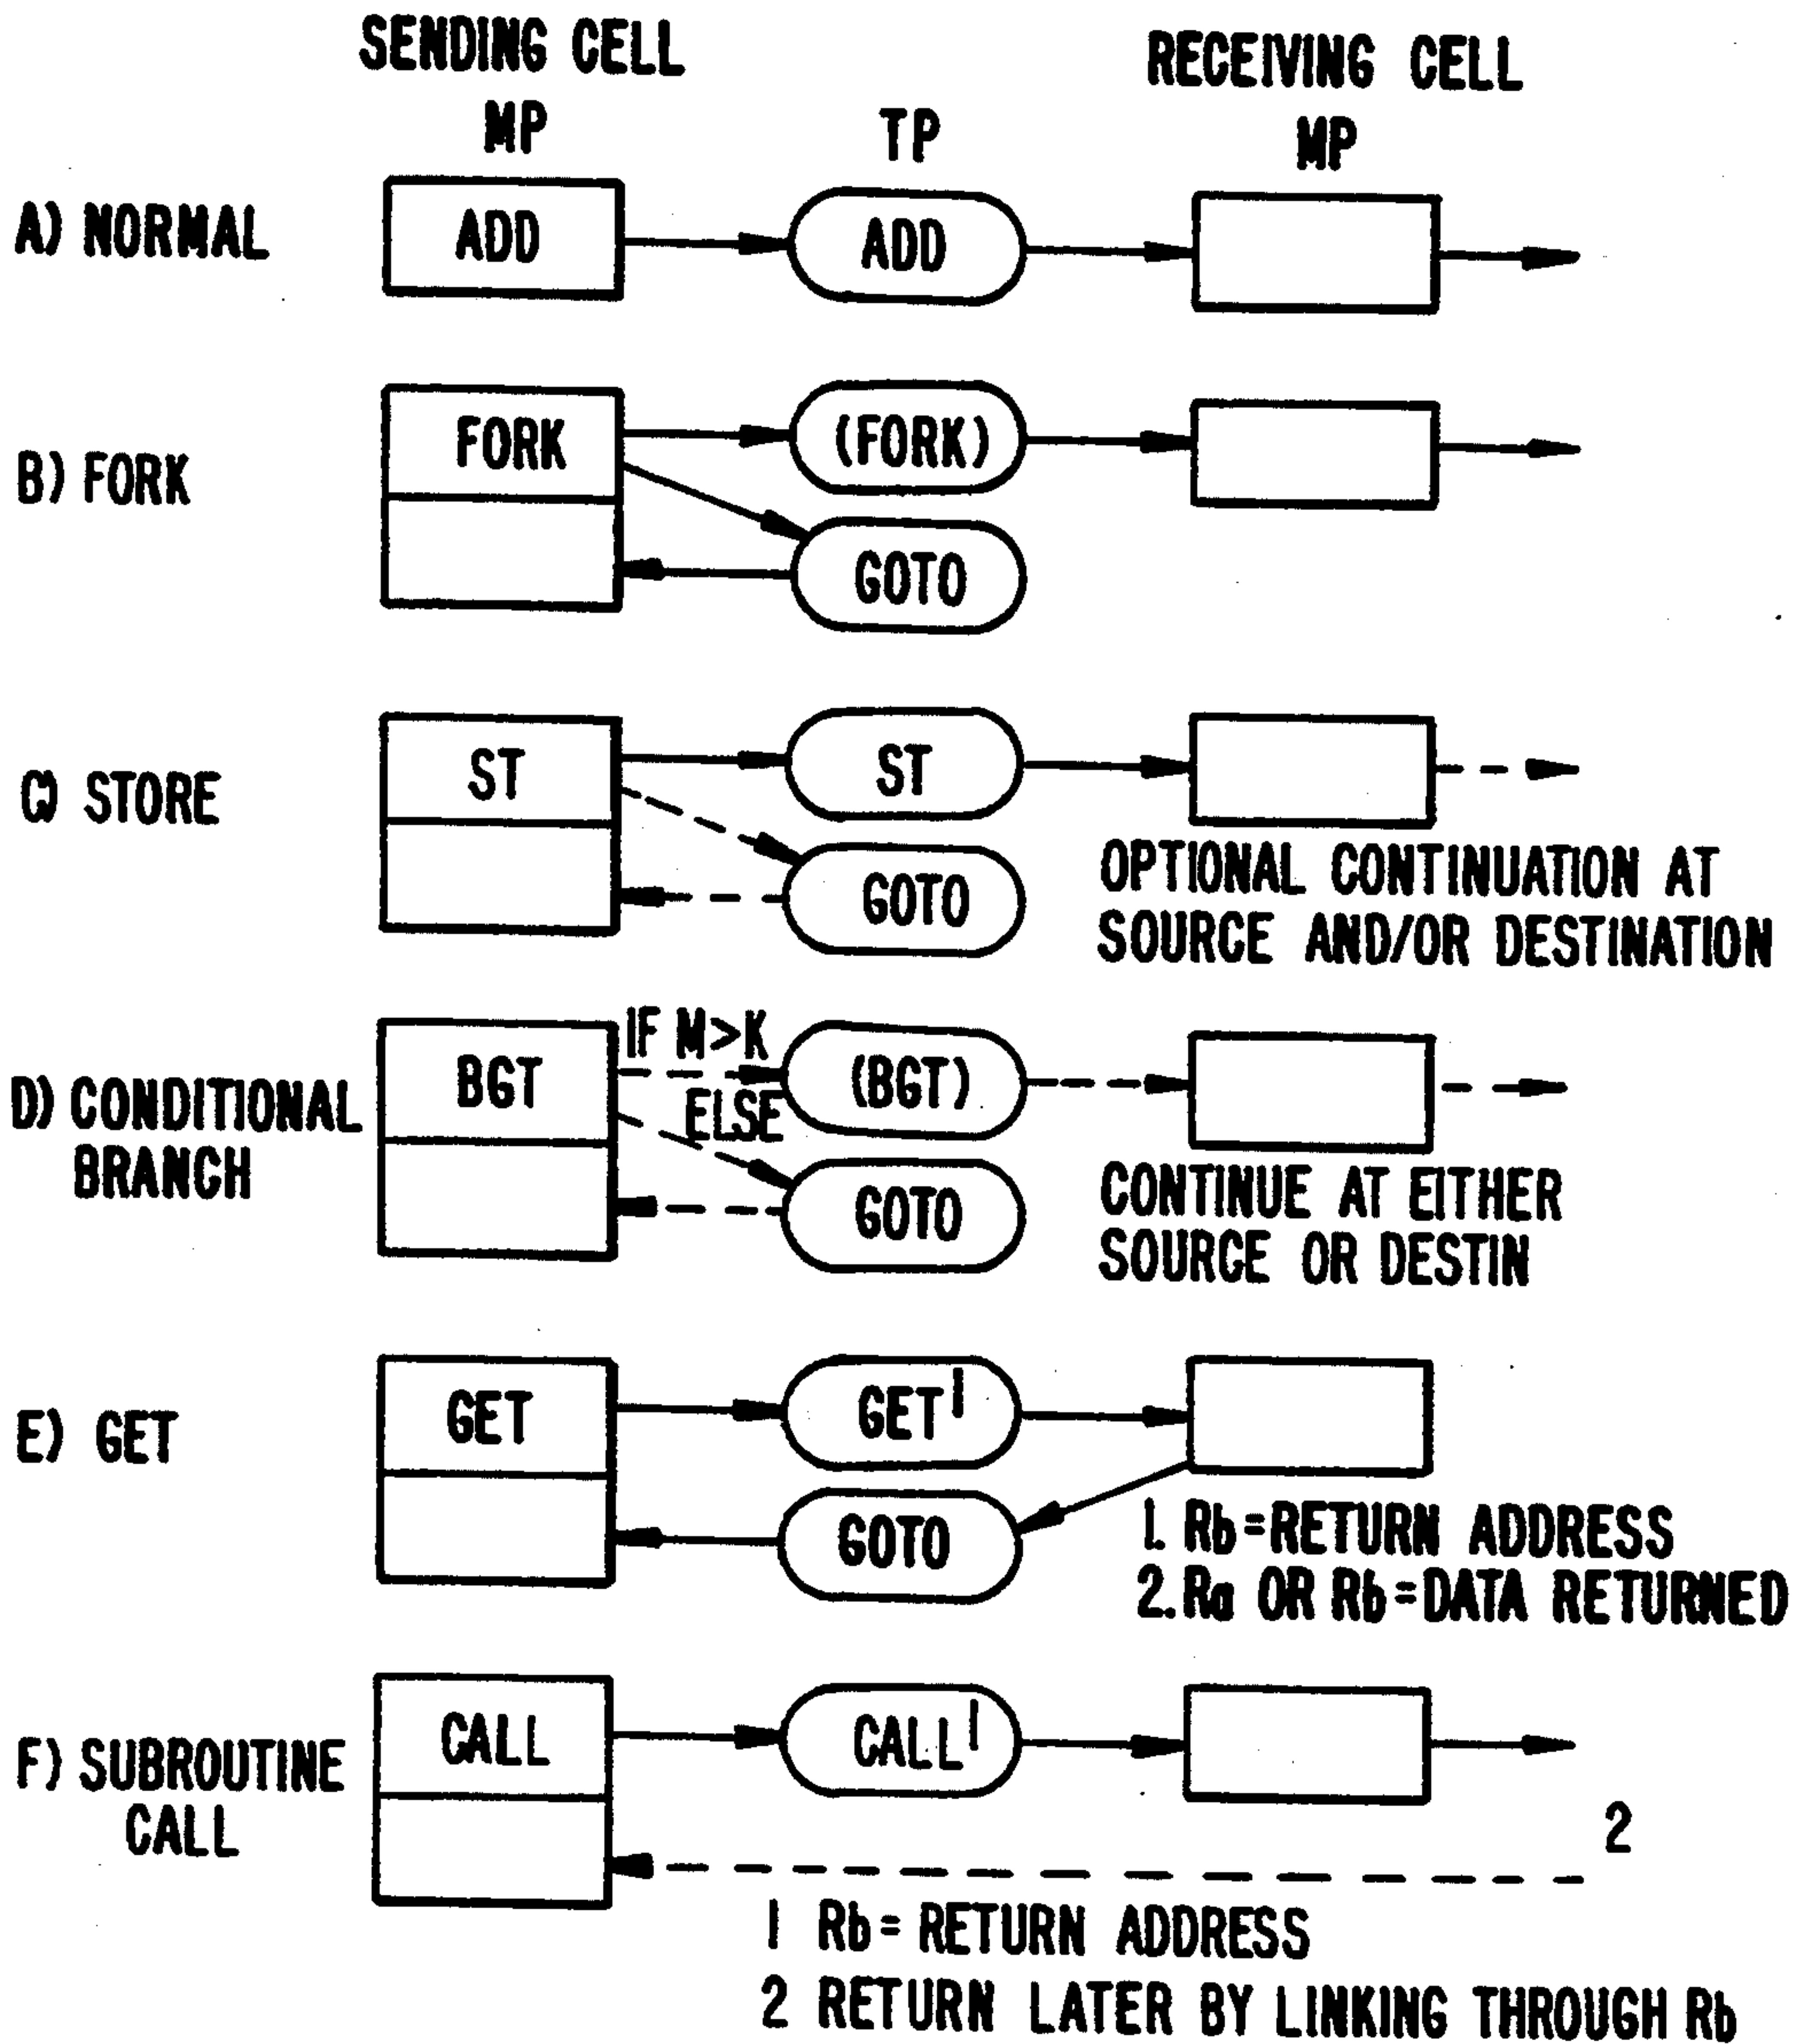 SENDING CELL
MP
TP
RECEIVING CELL
MP
A) NORMAL
ADD
ADD
B) FORK
FORK
(FORK)
GOTO
C) STORE
ST
ST
GOTO
OPTIONAL CONTINUATION AT
SOURCE AND/OR DESTINATION
D) CONDITIONAL
BRANCH
BGT
IF M>K
ELSE
(BGT)
GOTO
CONTINUE AT EITHER
SOURCE OR DESTIN
E) GET
GET
GET1
GOTO
1. Rb=RETURN ADDRESS
2. Ra OR Rb=DATA RETURNED
F) SUBROUTINE
CALL
CALL
CALL1
2
1 Rb= RETURN ADDRESS
2 RETURN LATER BY LINKING THROUGH Rb